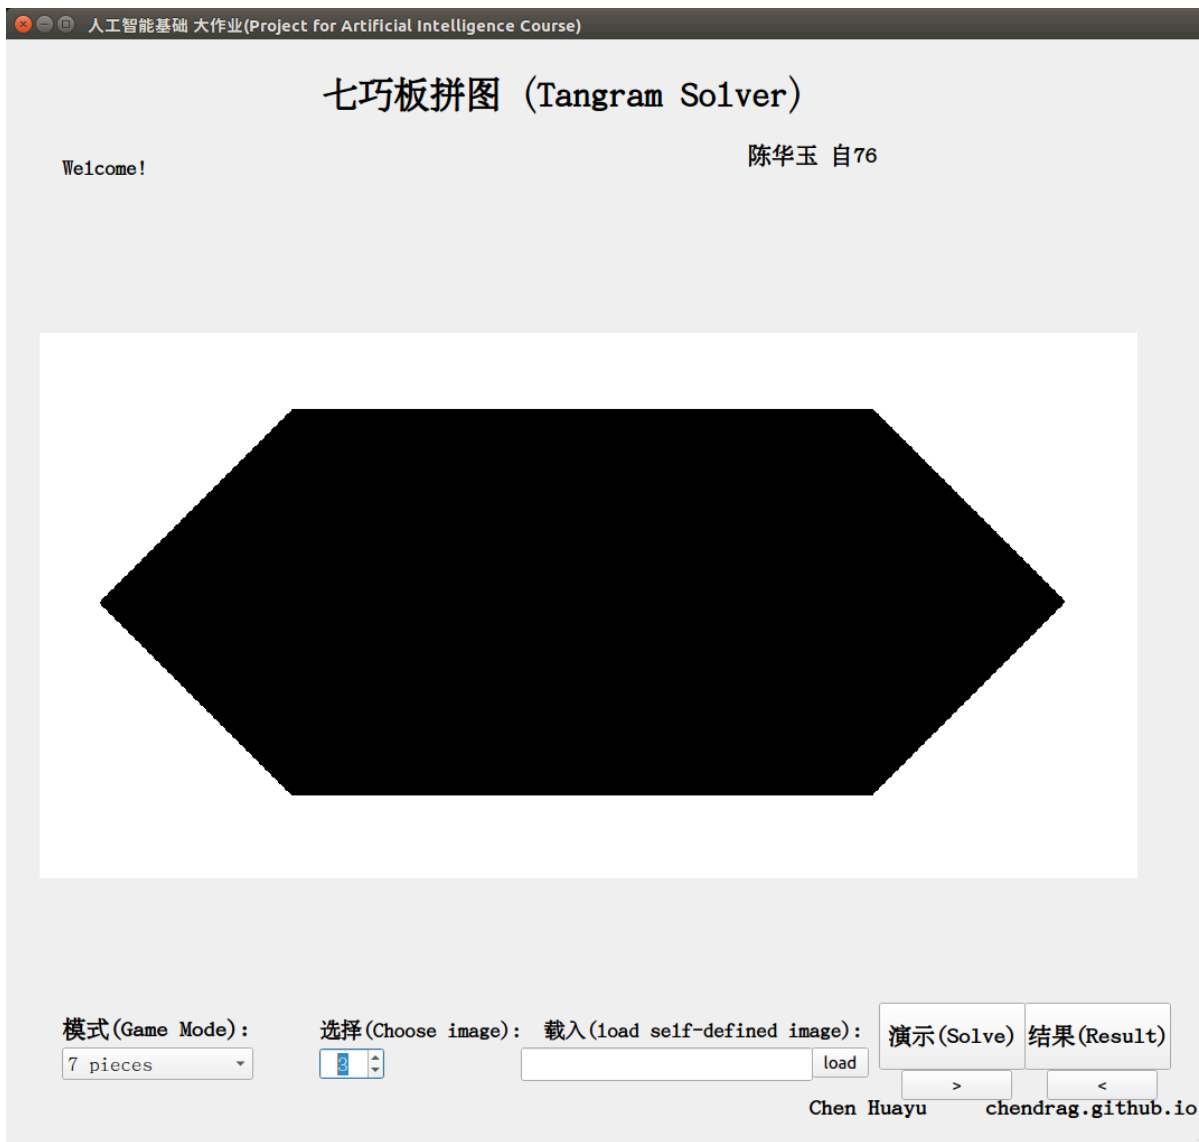 人工智能基础 大作业(Project for Artificial Intelligence Course)
七巧板拼图 (Tangram Solver)
Welcome!
陈华玉 自76
模式(Game Mode):
选择(Choose image):
载入(load self-defined image):
演示(Solve)
结果(Result)
7 pieces
3
load
>
<
Chen Huayu
chendrag.github.io